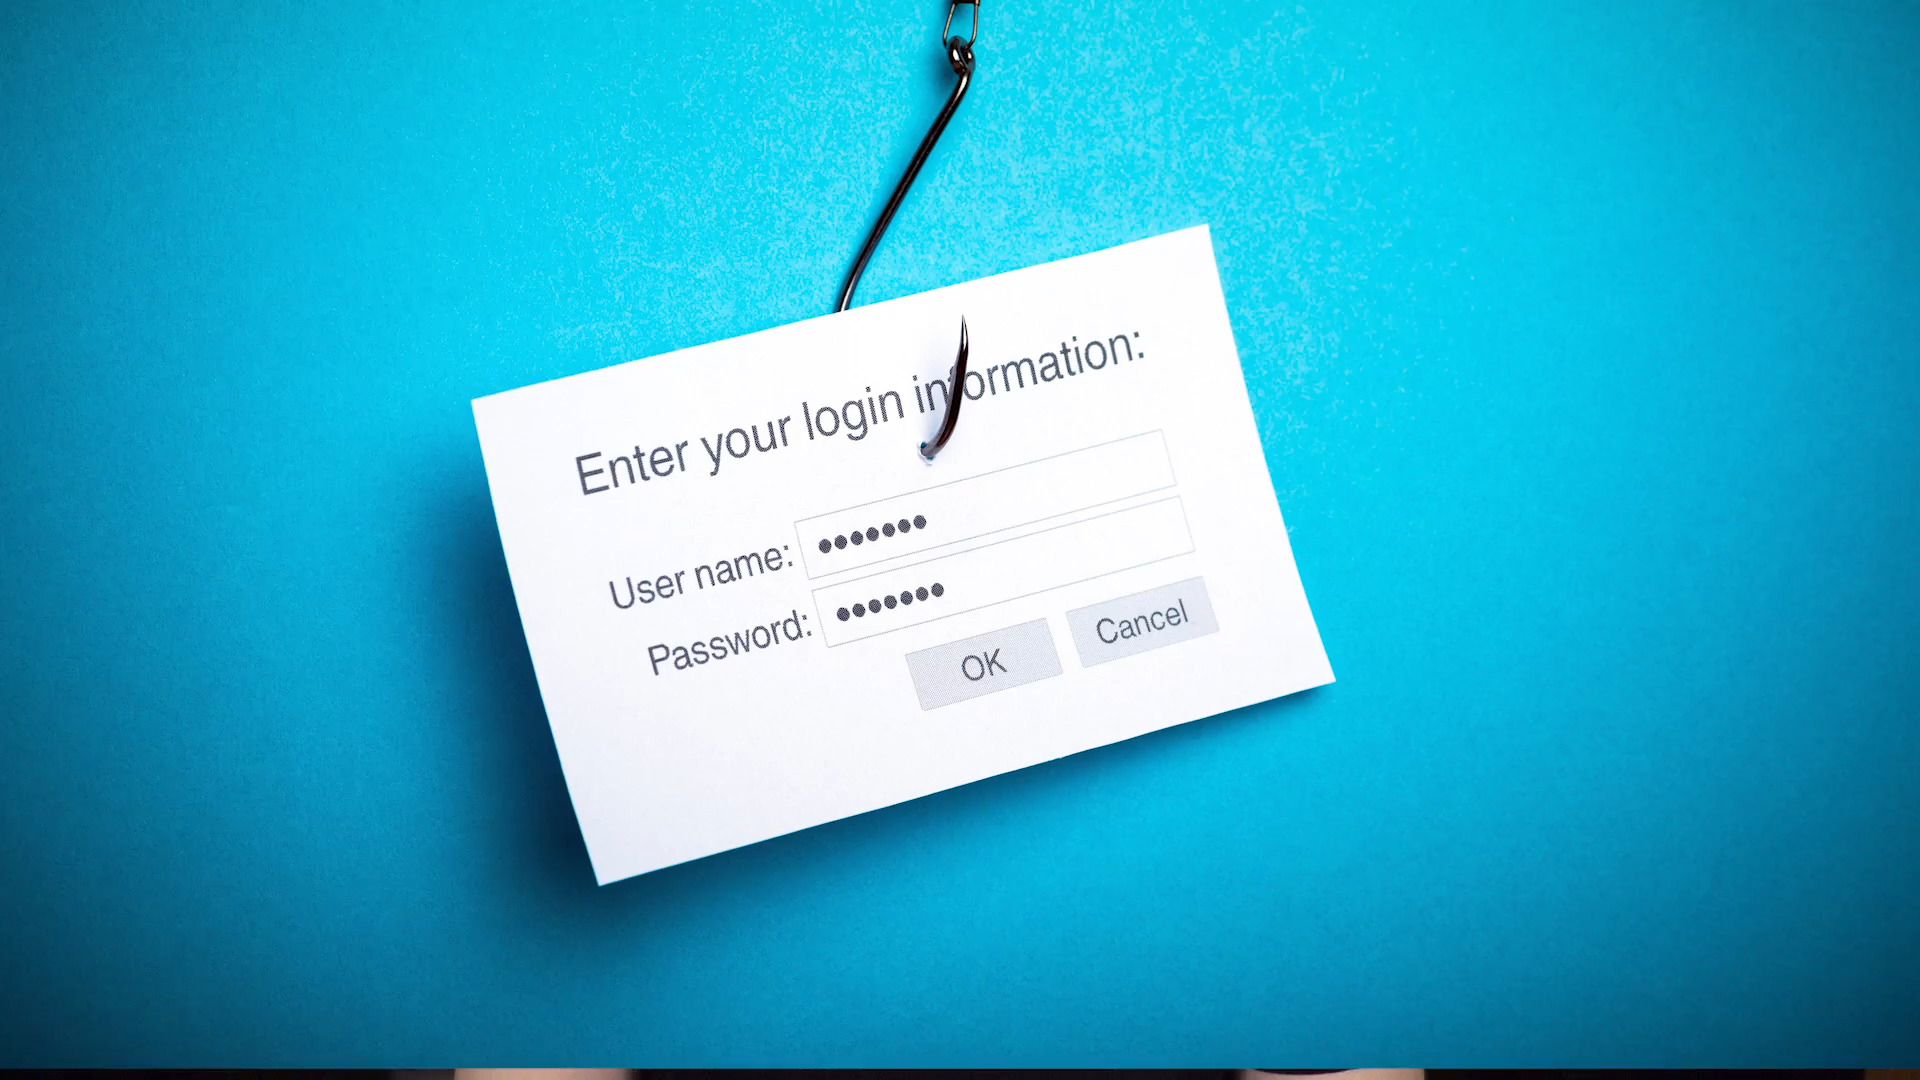 Enter your login information:
User name: •••••••
Password: •••••••
OK Cancel